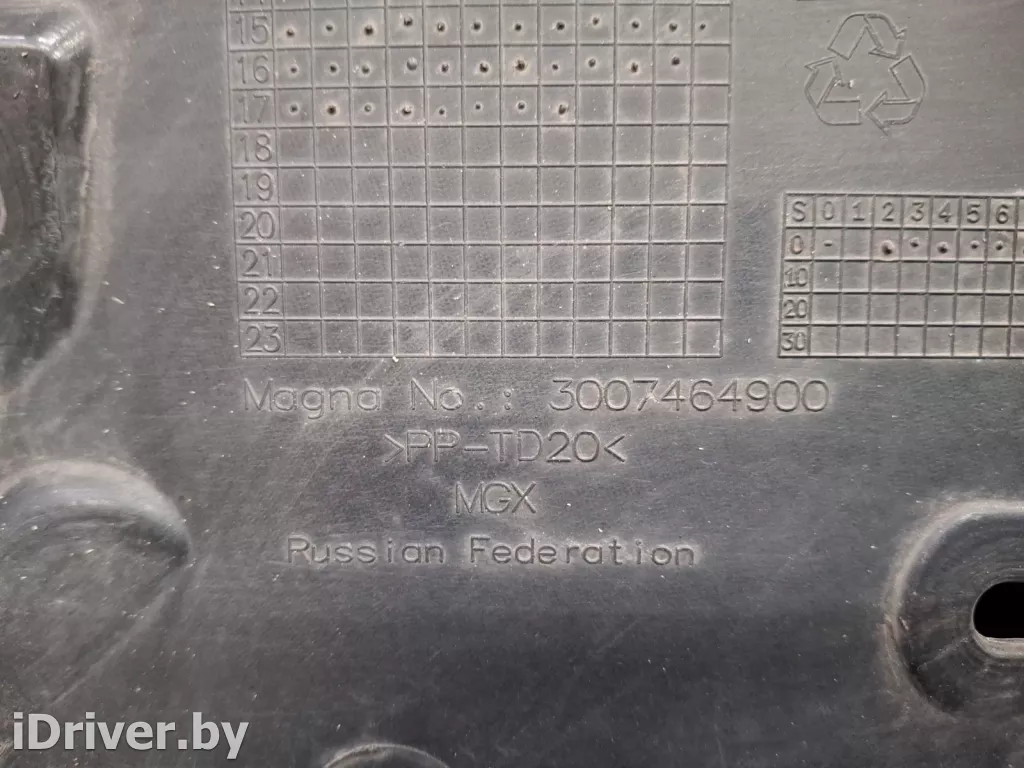 15
16
17
18
19
20
21
22
23
S 0 1 2 3 4 5 6
0
10
20
30
Magna No.: 3007464900
>PP-TD20<
MGX
Russian Federation
iDriver.by